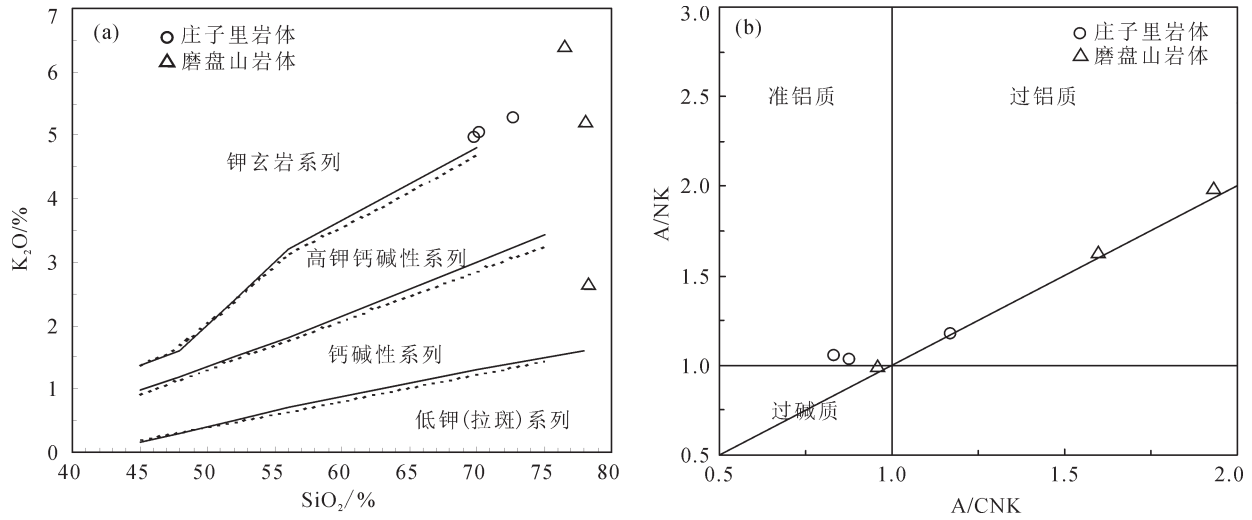 (a)
庄子里岩体
磨盘山岩体
钾玄岩系列
高钾钙碱性系列
钙碱性系列
低钾(拉斑)系列
7
6
5
4
3
2
1
0
K₂O/%
40 45 50 55 60 65 70 75 80
SiO₂/%
(b)
庄子里岩体
磨盘山岩体
准铝质
过铝质
过碱质
3.0
2.5
2.0
1.5
1.0
0.5
A/NK
0.5 1.0 1.5 2.0
A/CNK